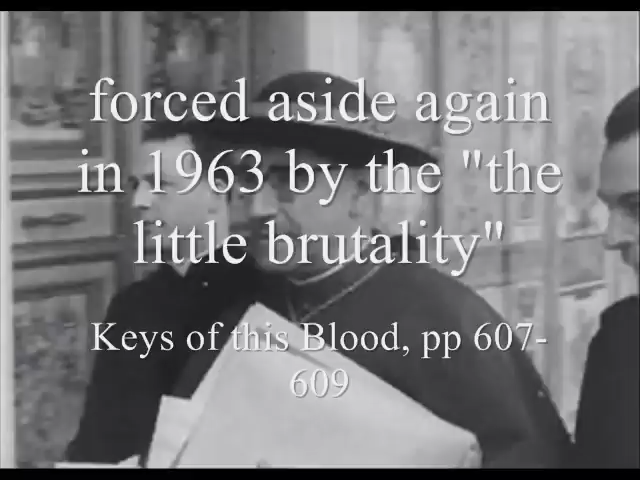 forced aside again
in 1963 by the "the
little brutality"
Keys of this Blood, pp 607-
609